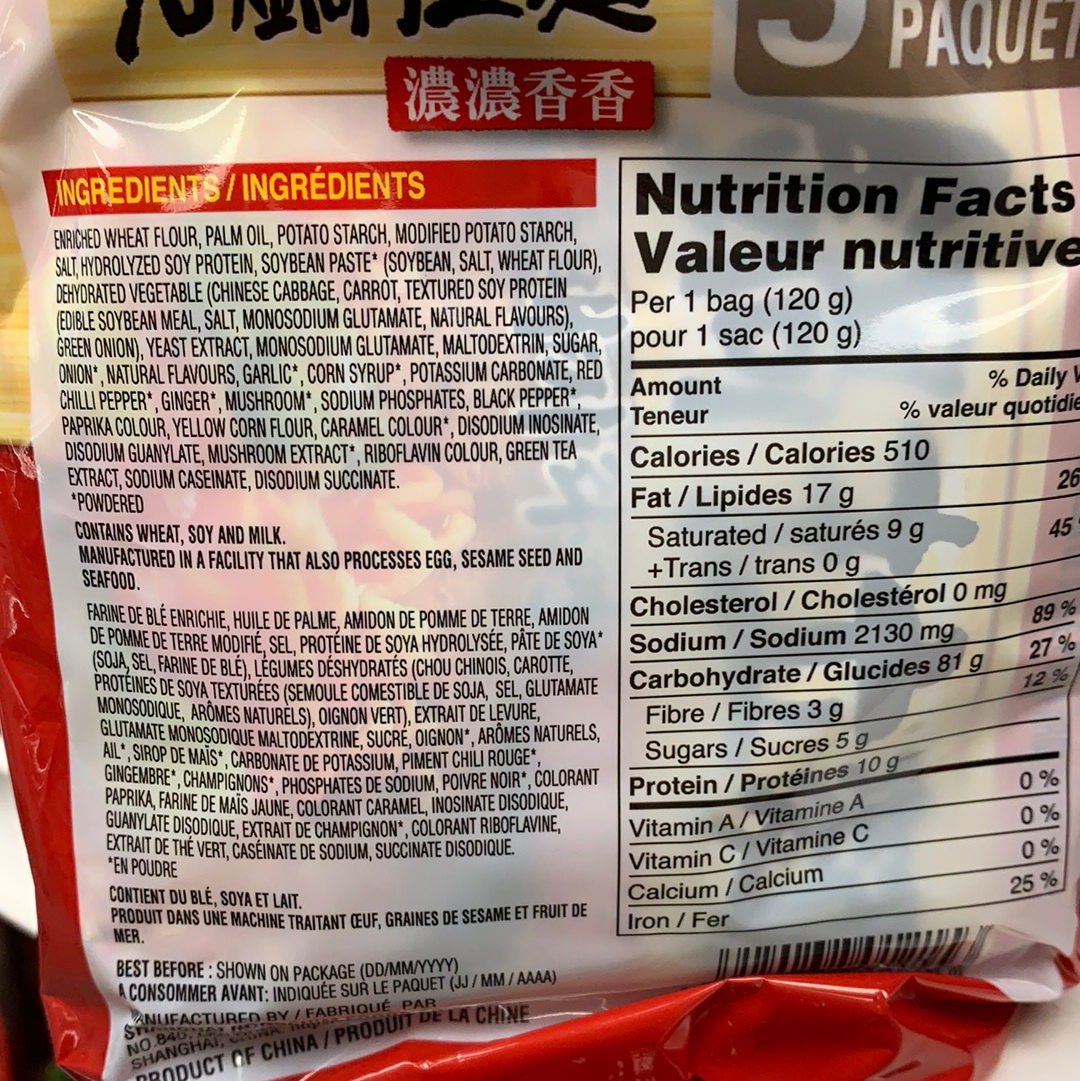 PAQUET
濃濃香香
INGREDIENTS / INGRÉDIENTS
ENRICHED WHEAT FLOUR, PALM OIL, POTATO STARCH, MODIFIED POTATO STARCH,
SALT, HYDROLYZED SOY PROTEIN, SOYBEAN PASTE* (SOYBEAN, SALT, WHEAT FLOUR),
DEHYDRATED VEGETABLE (CHINESE CABBAGE, CARROT, TEXTURED SOY PROTEIN
(EDIBLE SOYBEAN MEAL, SALT, MONOSODIUM GLUTAMATE, NATURAL FLAVOURS),
GREEN ONION), YEAST EXTRACT, MONOSODIUM GLUTAMATE, MALTODEXTRIN, SUGAR,
ONION*, NATURAL FLAVOURS, GARLIC*, CORN SYRUP*, POTASSIUM CARBONATE, RED
CHILLI PEPPER*, GINGER*, MUSHROOM*, SODIUM PHOSPHATES, BLACK PEPPER*,
PAPRIKA COLOUR, YELLOW CORN FLOUR, CARAMEL COLOUR*, DISODIUM INOSINATE,
DISODIUM GUANYLATE, MUSHROOM EXTRACT*, RIBOFLAVIN COLOUR, GREEN TEA
EXTRACT, SODIUM CASEINATE, DISODIUM SUCCINATE.
*POWDERED
CONTAINS WHEAT, SOY AND MILK.
MANUFACTURED IN A FACILITY THAT ALSO PROCESSES EGG, SESAME SEED AND
SEAFOOD.
FARINE DE BLÉ ENRICHIE, HUILE DE PALME, AMIDON DE POMME DE TERRE, AMIDON
DE POMME DE TERRE MODIFIÉ, SEL, PROTÉINE DE SOYA HYDROLYSÉE, PÂTE DE SOYA*
(SOJA, SEL, FARINE DE BLÉ), LÉGUMES DÉSHYDRATÉS (CHOU CHINOIS, CAROTTE,
PROTÉINES DE SOYA TEXTURÉES (SEMOULE COMESTIBLE DE SOJA, SEL, GLUTAMATE
MONOSODIQUE, ARÔMES NATURELS), OIGNON VERT), EXTRAIT DE LEVURE,
GLUTAMATE MONOSODIQUE MALTODEXTRINE, SUCRE, OIGNON*, ARÔMES NATURELS,
AIL*, SIROP DE MAÏS*, CARBONATE DE POTASSIUM, PIMENT CHILI ROUGE*,
GINGEMBRE*, CHAMPIGNONS*, PHOSPHATES DE SODIUM, POIVRE NOIR*, COLORANT
PAPRIKA, FARINE DE MAÏS JAUNE, COLORANT CARAMEL, INOSINATE DISODIQUE,
GUANYLATE DISODIQUE, EXTRAIT DE CHAMPIGNON*, COLORANT RIBOFLAVINE,
EXTRAIT DE THÉ VERT, CASÉINATE DE SODIUM, SUCCINATE DISODIQUE.
*EN POUDRE
CONTIENT DU BLÉ, SOYA ET LAIT.
PRODUIT DANS UNE MACHINE TRAITANT ŒUF, GRAINES DE SESAME ET FRUIT DE
MER.
BEST BEFORE : SHOWN ON PACKAGE (DD/MM/YYYY)
A CONSOMMER AVANT: INDIQUÉE SUR LE PAQUET (JJ / MM / AAAA)
MANUFACTURED BY / FABRIQUÉ PAR
NO.840,
SHANGHAI,
PRODUCT OF CHINA / PRODUIT DE LA CHINE
Nutrition Facts
Valeur nutritive
Per 1 bag (120 g)
pour 1 sac (120 g)
Amount % Daily V
Teneur % valeur quotidie
Calories / Calories 510
Fat / Lipides 17 g 26
Saturated / saturés 9 g 45
+Trans / trans 0 g
Cholesterol / Cholestérol 0 mg
Sodium / Sodium 2130 mg 89 %
Carbohydrate / Glucides 81 g 27 %
Fibre / Fibres 3 g 12 %
Sugars / Sucres 5 g
Protein / Protéines 10 g
Vitamin A / Vitamine A 0 %
Vitamin C / Vitamine C 0 %
Calcium / Calcium 0 %
Iron / Fer 25 %